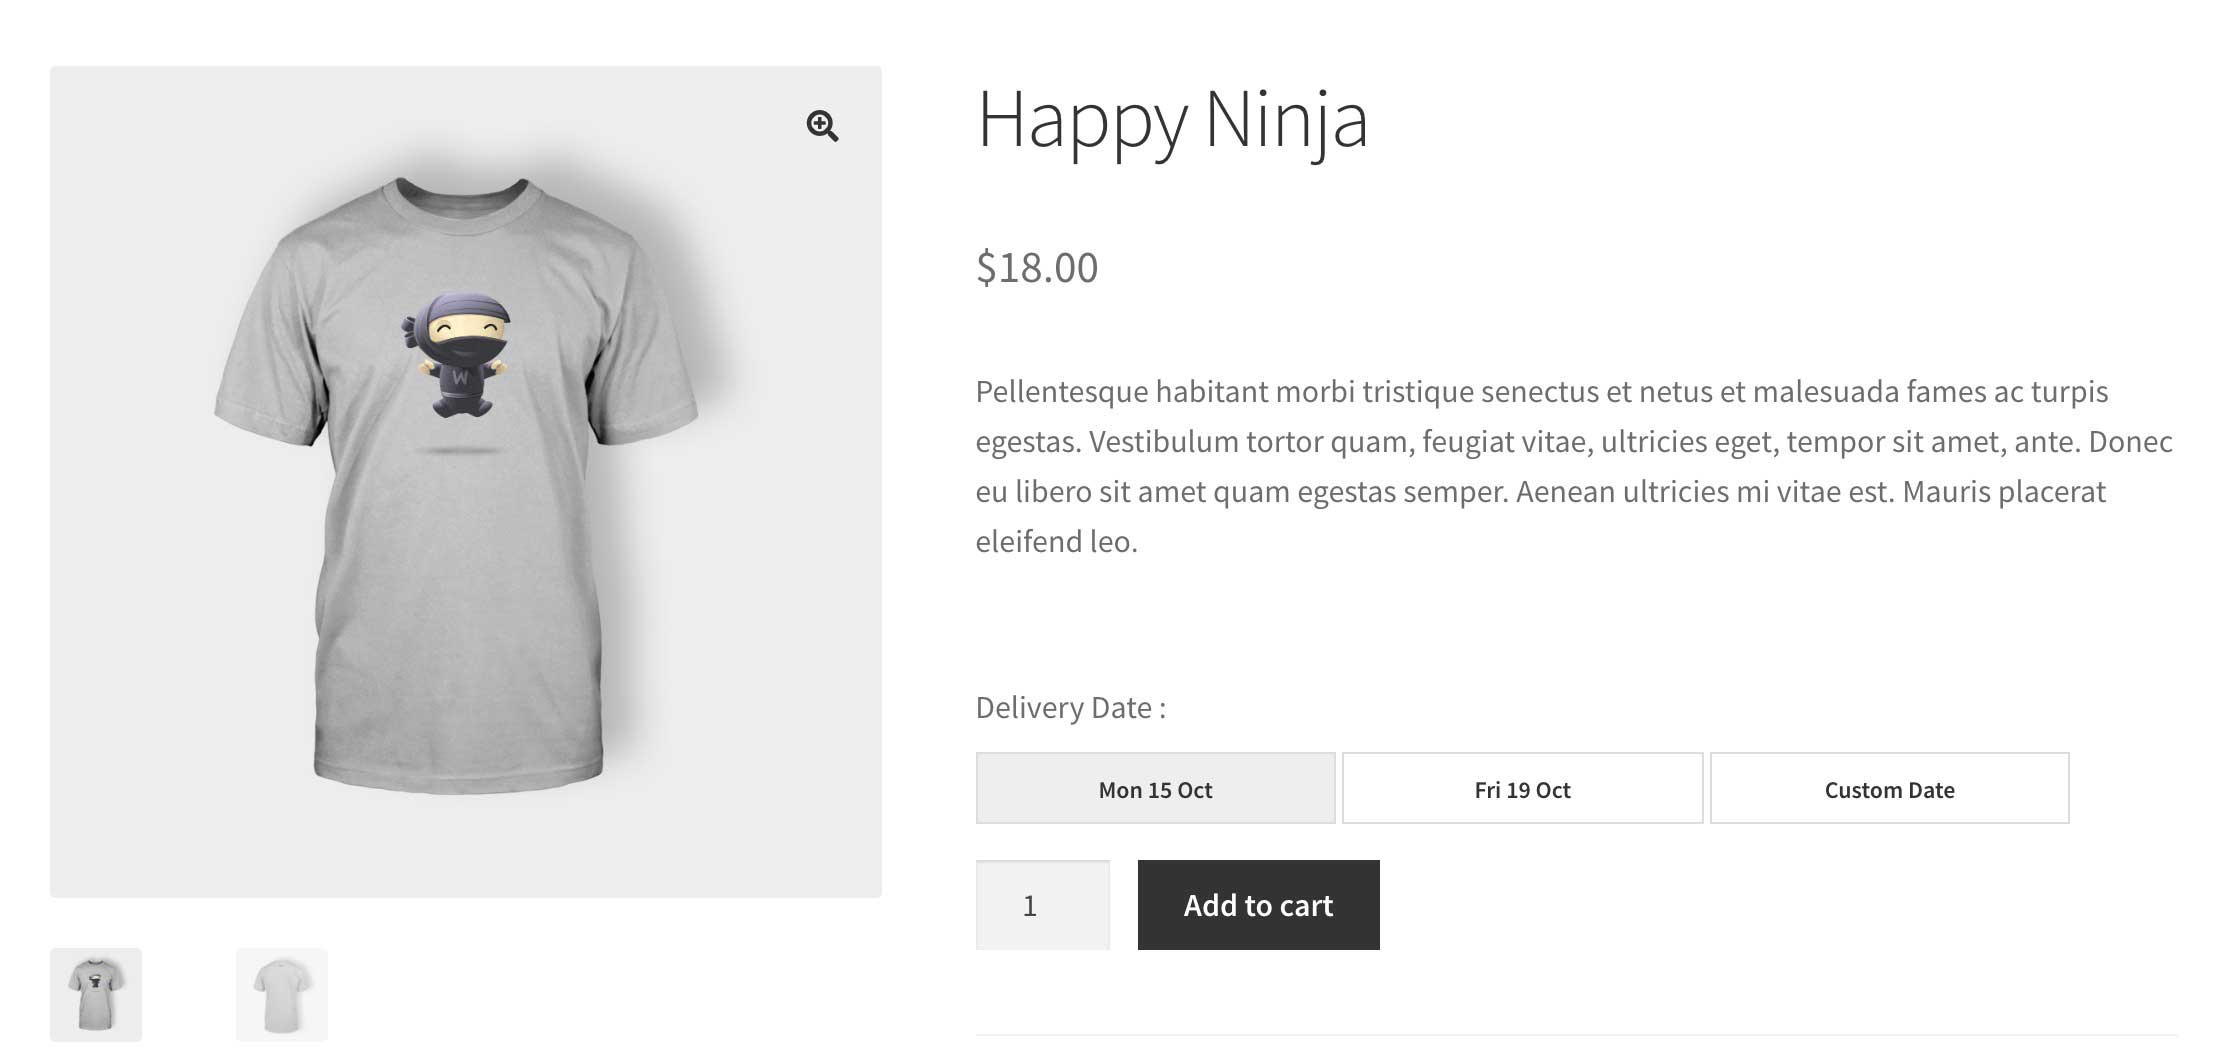 Happy Ninja
$18.00
Pellentesque habitant morbi tristique senectus et netus et malesuada fames ac turpis
egestas. Vestibulum tortor quam, feugiat vitae, ultricies eget, tempor sit amet, ante. Donec
eu libero sit amet quam egestas semper. Aenean ultricies mi vitae est. Mauris placerat
eleifend leo.
Delivery Date :
Mon 15 Oct
Fri 19 Oct
Custom Date
1
Add to cart
W